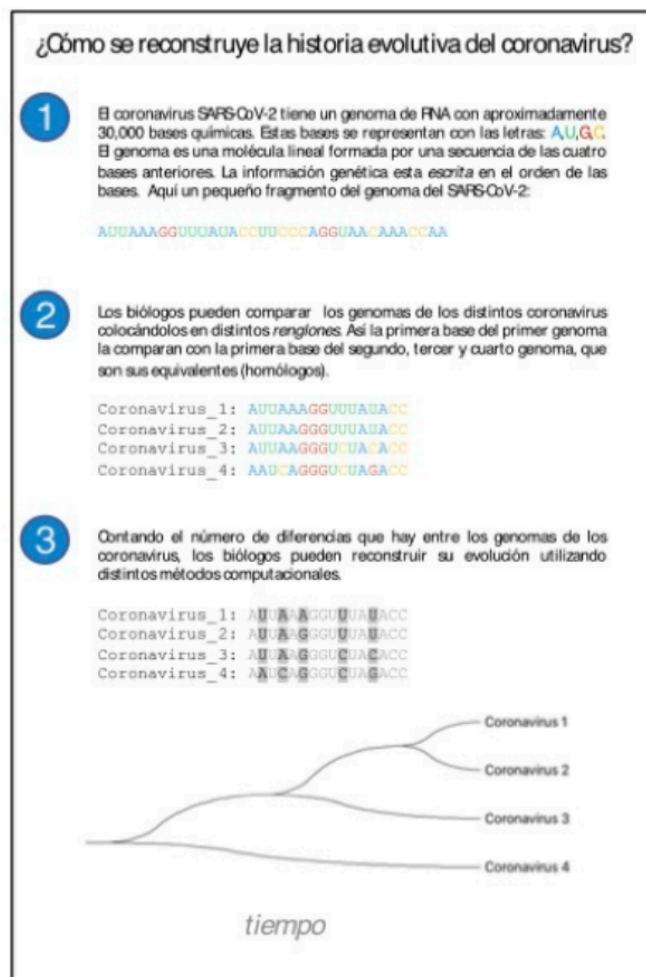 ¿Cómo se reconstruye la historia evolutiva del coronavirus?
1
El coronavirus SARS-CoV-2 tiene un genoma de RNA con aproximadamente
30,000 bases químicas. Estas bases se representan con las letras: A,U,G,C.
El genoma es una molécula lineal formada por una secuencia de las cuatro
bases anteriores. La información genética esta escrita en el orden de las
bases. Aquí un pequeño fragmento del genoma del SARS-CoV-2:
AUUAAAGGUUUAUACCUUCCCAGGUAACAAACCAA
2
Los biólogos pueden comparar los genomas de los distintos coronavirus
colocándolos en distintos renglones. Así la primera base del primer genoma
la comparan con la primera base del segundo, tercer y cuarto genoma, que
son sus equivalentes (homólogos).
Coronavirus_1: AUUAAAGGUUUAUACC
Coronavirus_2: AUUAAGGGUUUAUACC
Coronavirus_3: AUUAAGGGUCUACACC
Coronavirus_4: AAUCAGGGUCUAGACC
3
Contando el número de diferencias que hay entre los genomas de los
coronavirus, los biólogos pueden reconstruir su evolución utilizando
distintos métodos computacionales.
Coronavirus_1: AUUAAAGGUUUAUACC
Coronavirus_2: AUUAAGGGUUUAUACC
Coronavirus_3: AUUAAGGGUCUACACC
Coronavirus_4: AAUCAGGGUCUAGACC
Coronavirus 1
Coronavirus 2
Coronavirus 3
Coronavirus 4
tiempo